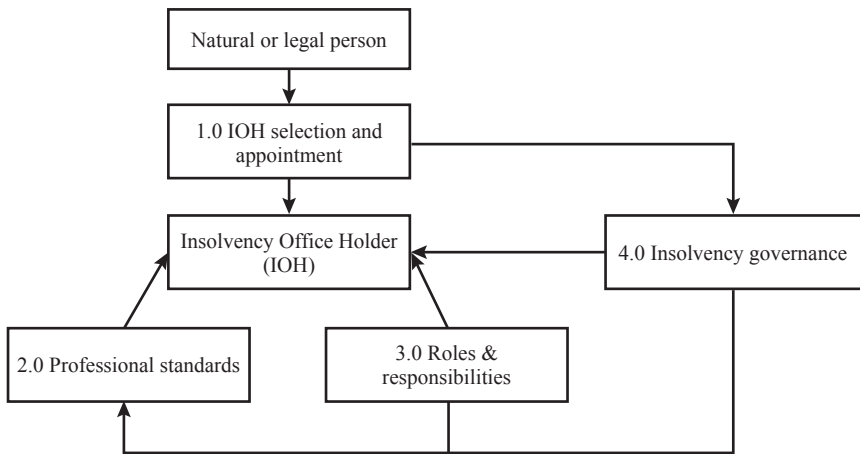 Natural or legal person
1.0 IOH selection and
appointment
Insolvency Office Holder
(IOH)
4.0 Insolvency governance
2.0 Professional standards
3.0 Roles &
responsibilities